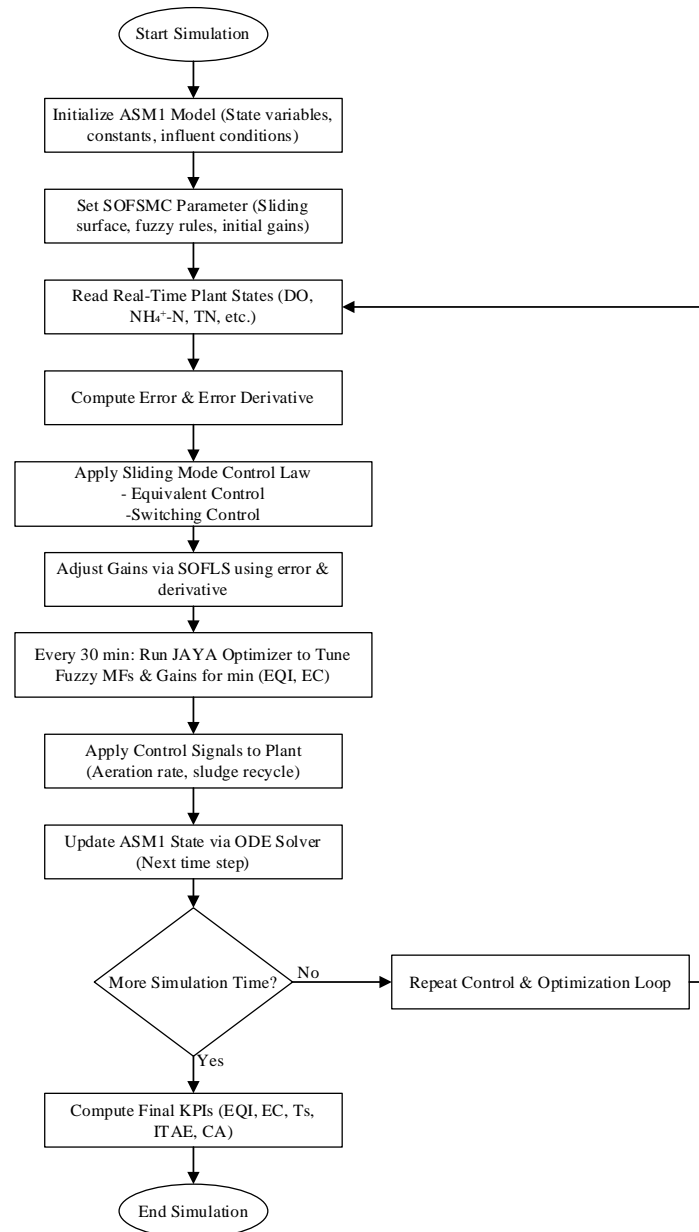 Start Simulation
Initialize ASM1 Model (State variables,
constants, influent conditions)
Set SOFSMC Parameter (Sliding
surface, fuzzy rules, initial gains)
Read Real-Time Plant States (DO,
NH₄⁺-N, TN, etc.)
Compute Error & Error Derivative
Apply Sliding Mode Control Law
- Equivalent Control
-Switching Control
Adjust Gains via SOFLS using error &
derivative
Every 30 min: Run JAYA Optimizer to Tune
Fuzzy MFs & Gains for min (EQI, EC)
Apply Control Signals to Plant
(Aeration rate, sludge recycle)
Update ASM1 State via ODE Solver
(Next time step)
More Simulation Time?
No
Repeat Control & Optimization Loop
Yes
Compute Final KPIs (EQI, EC, Ts,
ITAE, CA)
End Simulation